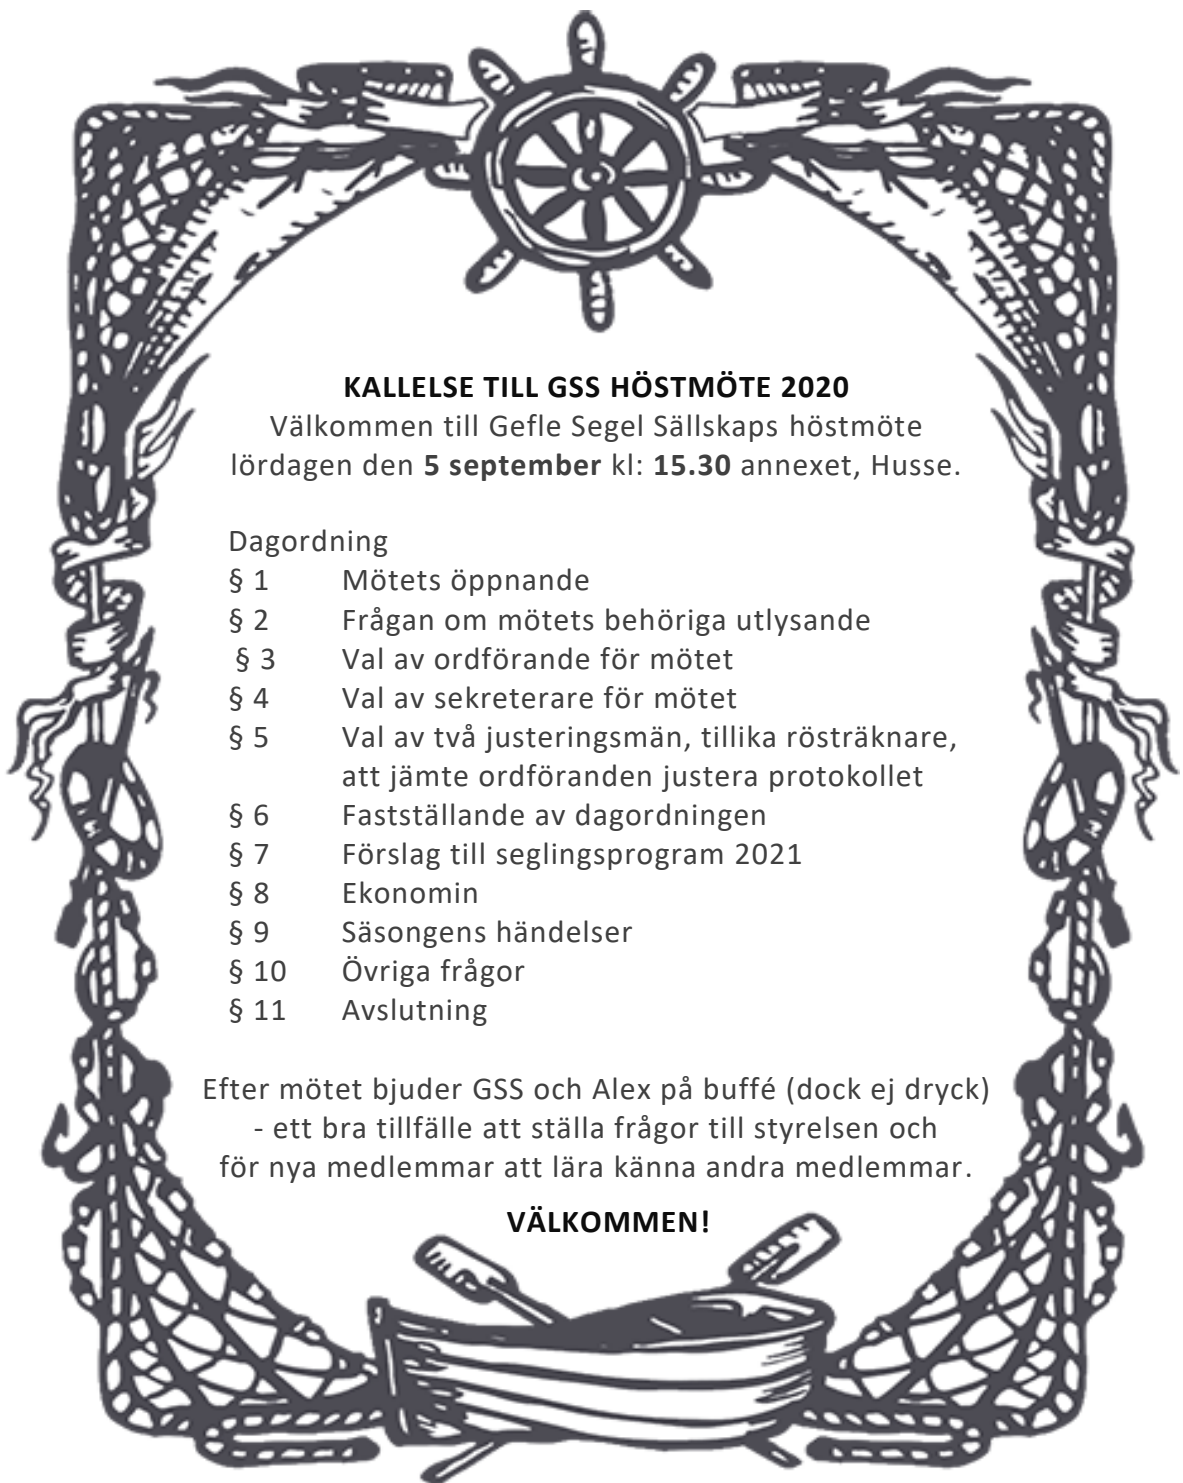 KALLELSE TILL GSS HÖSTMÖTE 2020
Välkommen till Gefle Segel Sällskaps höstmöte
lördagen den 5 september kl: 15.30 annexet, Husse.
Dagordning
§ 1 Mötets öppnande
§ 2 Frågan om mötets behöriga utlysande
§ 3 Val av ordförande för mötet
§ 4 Val av sekreterare för mötet
§ 5 Val av två justeringsmän, tillika rösträknare,
att jämte ordföranden justera protokollet
§ 6 Fastställande av dagordningen
§ 7 Förslag till seglingsprogram 2021
§ 8 Ekonomin
§ 9 Säsongens händelser
§ 10 Övriga frågor
§ 11 Avslutning
Efter mötet bjuder GSS och Alex på buffé (dock ej dryck)
- ett bra tillfälle att ställa frågor till styrelsen och
för nya medlemmar att lära känna andra medlemmar.
VÄLKOMMEN!